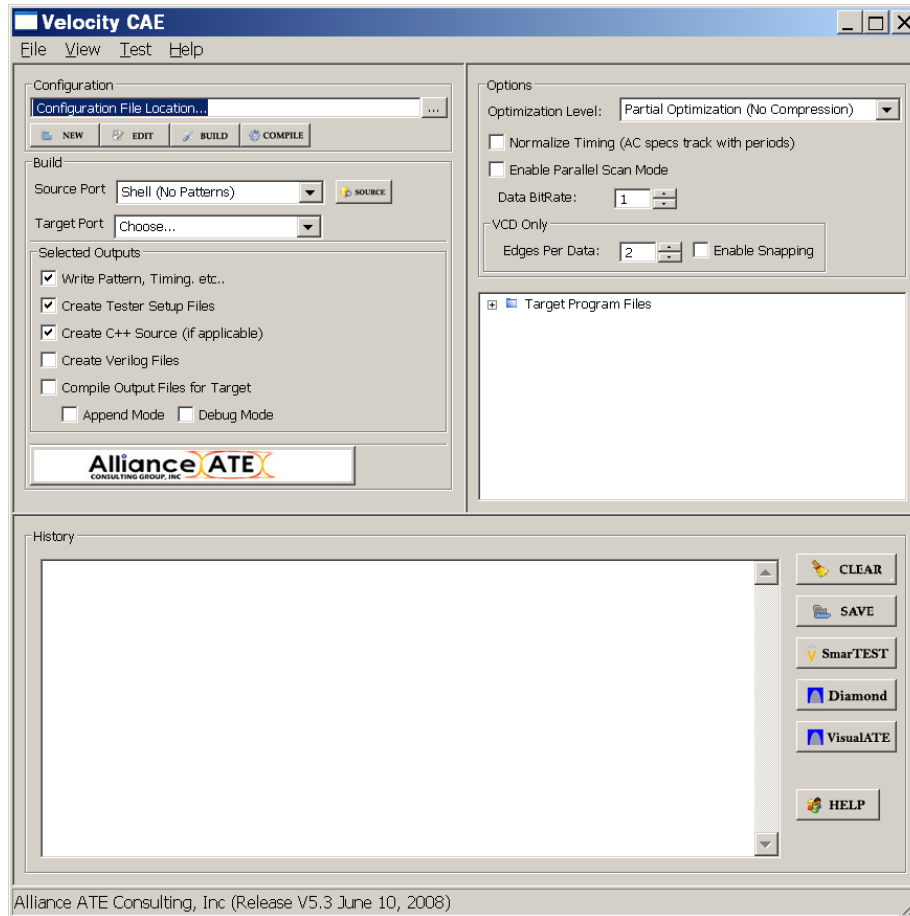 Velocity CAE
File View Test Help
Configuration
Configuration File Location...
...
NEW EDIT BUILD COMPILE
Build
Source Port Shell (No Patterns) SOURCE
Target Port Choose...
Selected Outputs
Write Pattern, Timing. etc..
Create Tester Setup Files
Create C++ Source (if applicable)
Create Verilog Files
Compile Output Files for Target
Append Mode Debug Mode
Alliance ATE
CONSULTING GROUP, INC
Options
Optimization Level: Partial Optimization (No Compression)
Normalize Timing (AC specs track with periods)
Enable Parallel Scan Mode
Data BitRate: 1
VCD Only
Edges Per Data: 2 Enable Snapping
Target Program Files
History
CLEAR
SAVE
SmarTEST
Diamond
VisualATE
HELP
Alliance ATE Consulting, Inc (Release V5.3 June 10, 2008)